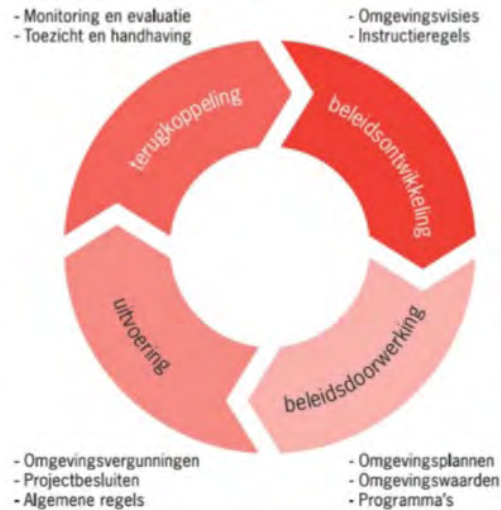 - Monitoring en evaluatie
- Toezicht en handhaving
- Omgevingsvisies
- Instructieregels
terugkoppeling
beleidsontwikkeling
uitvoering
beleidsdoorwerking
- Omgevingsvergunningen
- Projectbesluiten
- Algemene regels
- Omgevingsplannen
- Omgevingswaarden
- Programma's